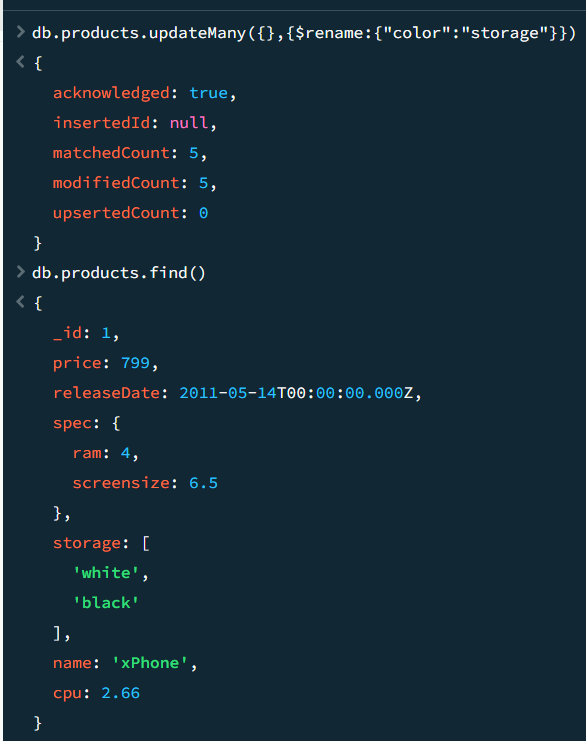 > db.products.updateMany({},{$rename:{"color":"storage"}})
< {
acknowledged: true,
insertedId: null,
matchedCount: 5,
modifiedCount: 5,
upsertedCount: 0
}
> db.products.find()
< {
_id: 1,
price: 799,
releaseDate: 2011-05-14T00:00:00.000Z,
spec: {
ram: 4,
screensize: 6.5
},
storage: [
'white',
'black'
],
name: 'xPhone',
cpu: 2.66
}